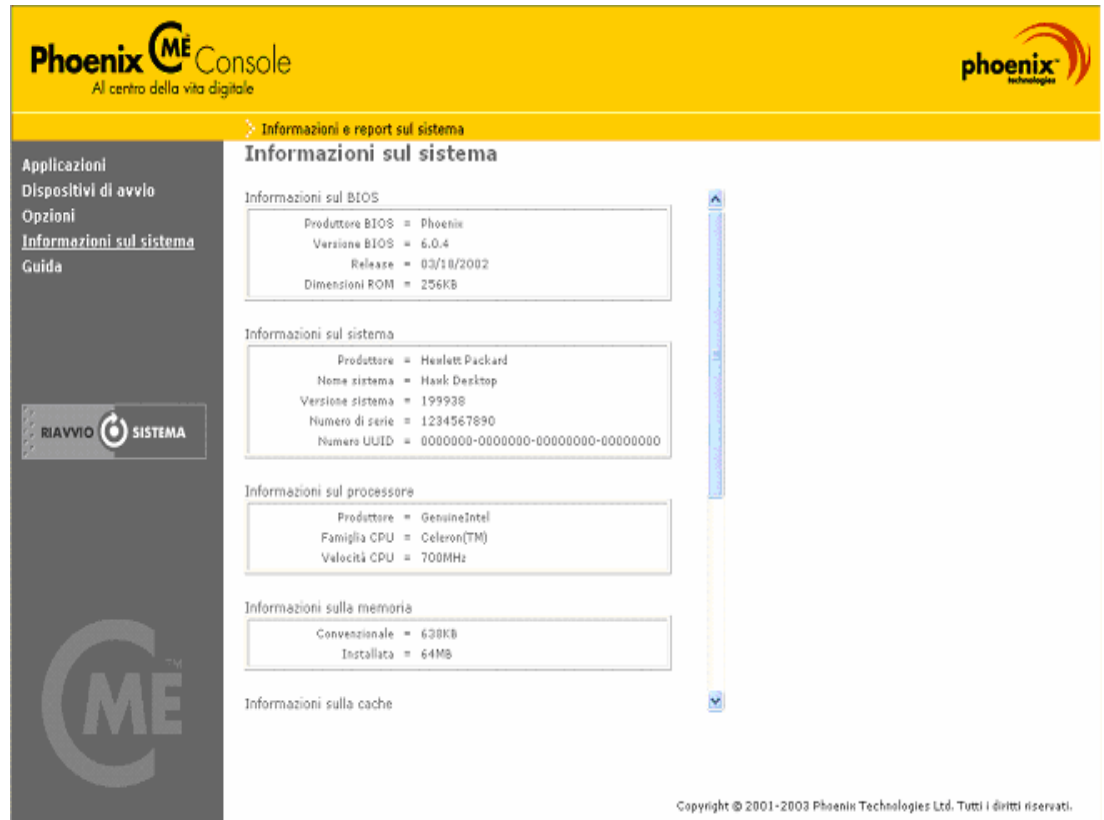 Phoenix CME Console
Al centro della vita digitale
phoenix™
technologies
Informazioni e report sul sistema
Applicazioni
Dispositivi di avvio
Opzioni
Informazioni sul sistema
Guida
RIAVVIO SISTEMA
Informazioni sul sistema
Informazioni sul BIOS
Produttore BIOS = Phoenix
Versione BIOS = 6.0.4
Release = 03/18/2002
Dimensioni ROM = 256KB
Informazioni sul sistema
Produttore = Hewlett Packard
Nome sistema = Hawk Desktop
Versione sistema = 199938
Numero di serie = 1234567890
Numero UUID = 0000000-0000000-00000000-00000000
Informazioni sul processore
Produttore = GenuineIntel
Famiglia CPU = Celeron(TM)
Velocità CPU = 700MHz
Informazioni sulla memoria
Convenzionale = 638KB
Installata = 64MB
Informazioni sulla cache
CME™
Copyright © 2001-2003 Phoenix Technologies Ltd. Tutti i diritti riservati.